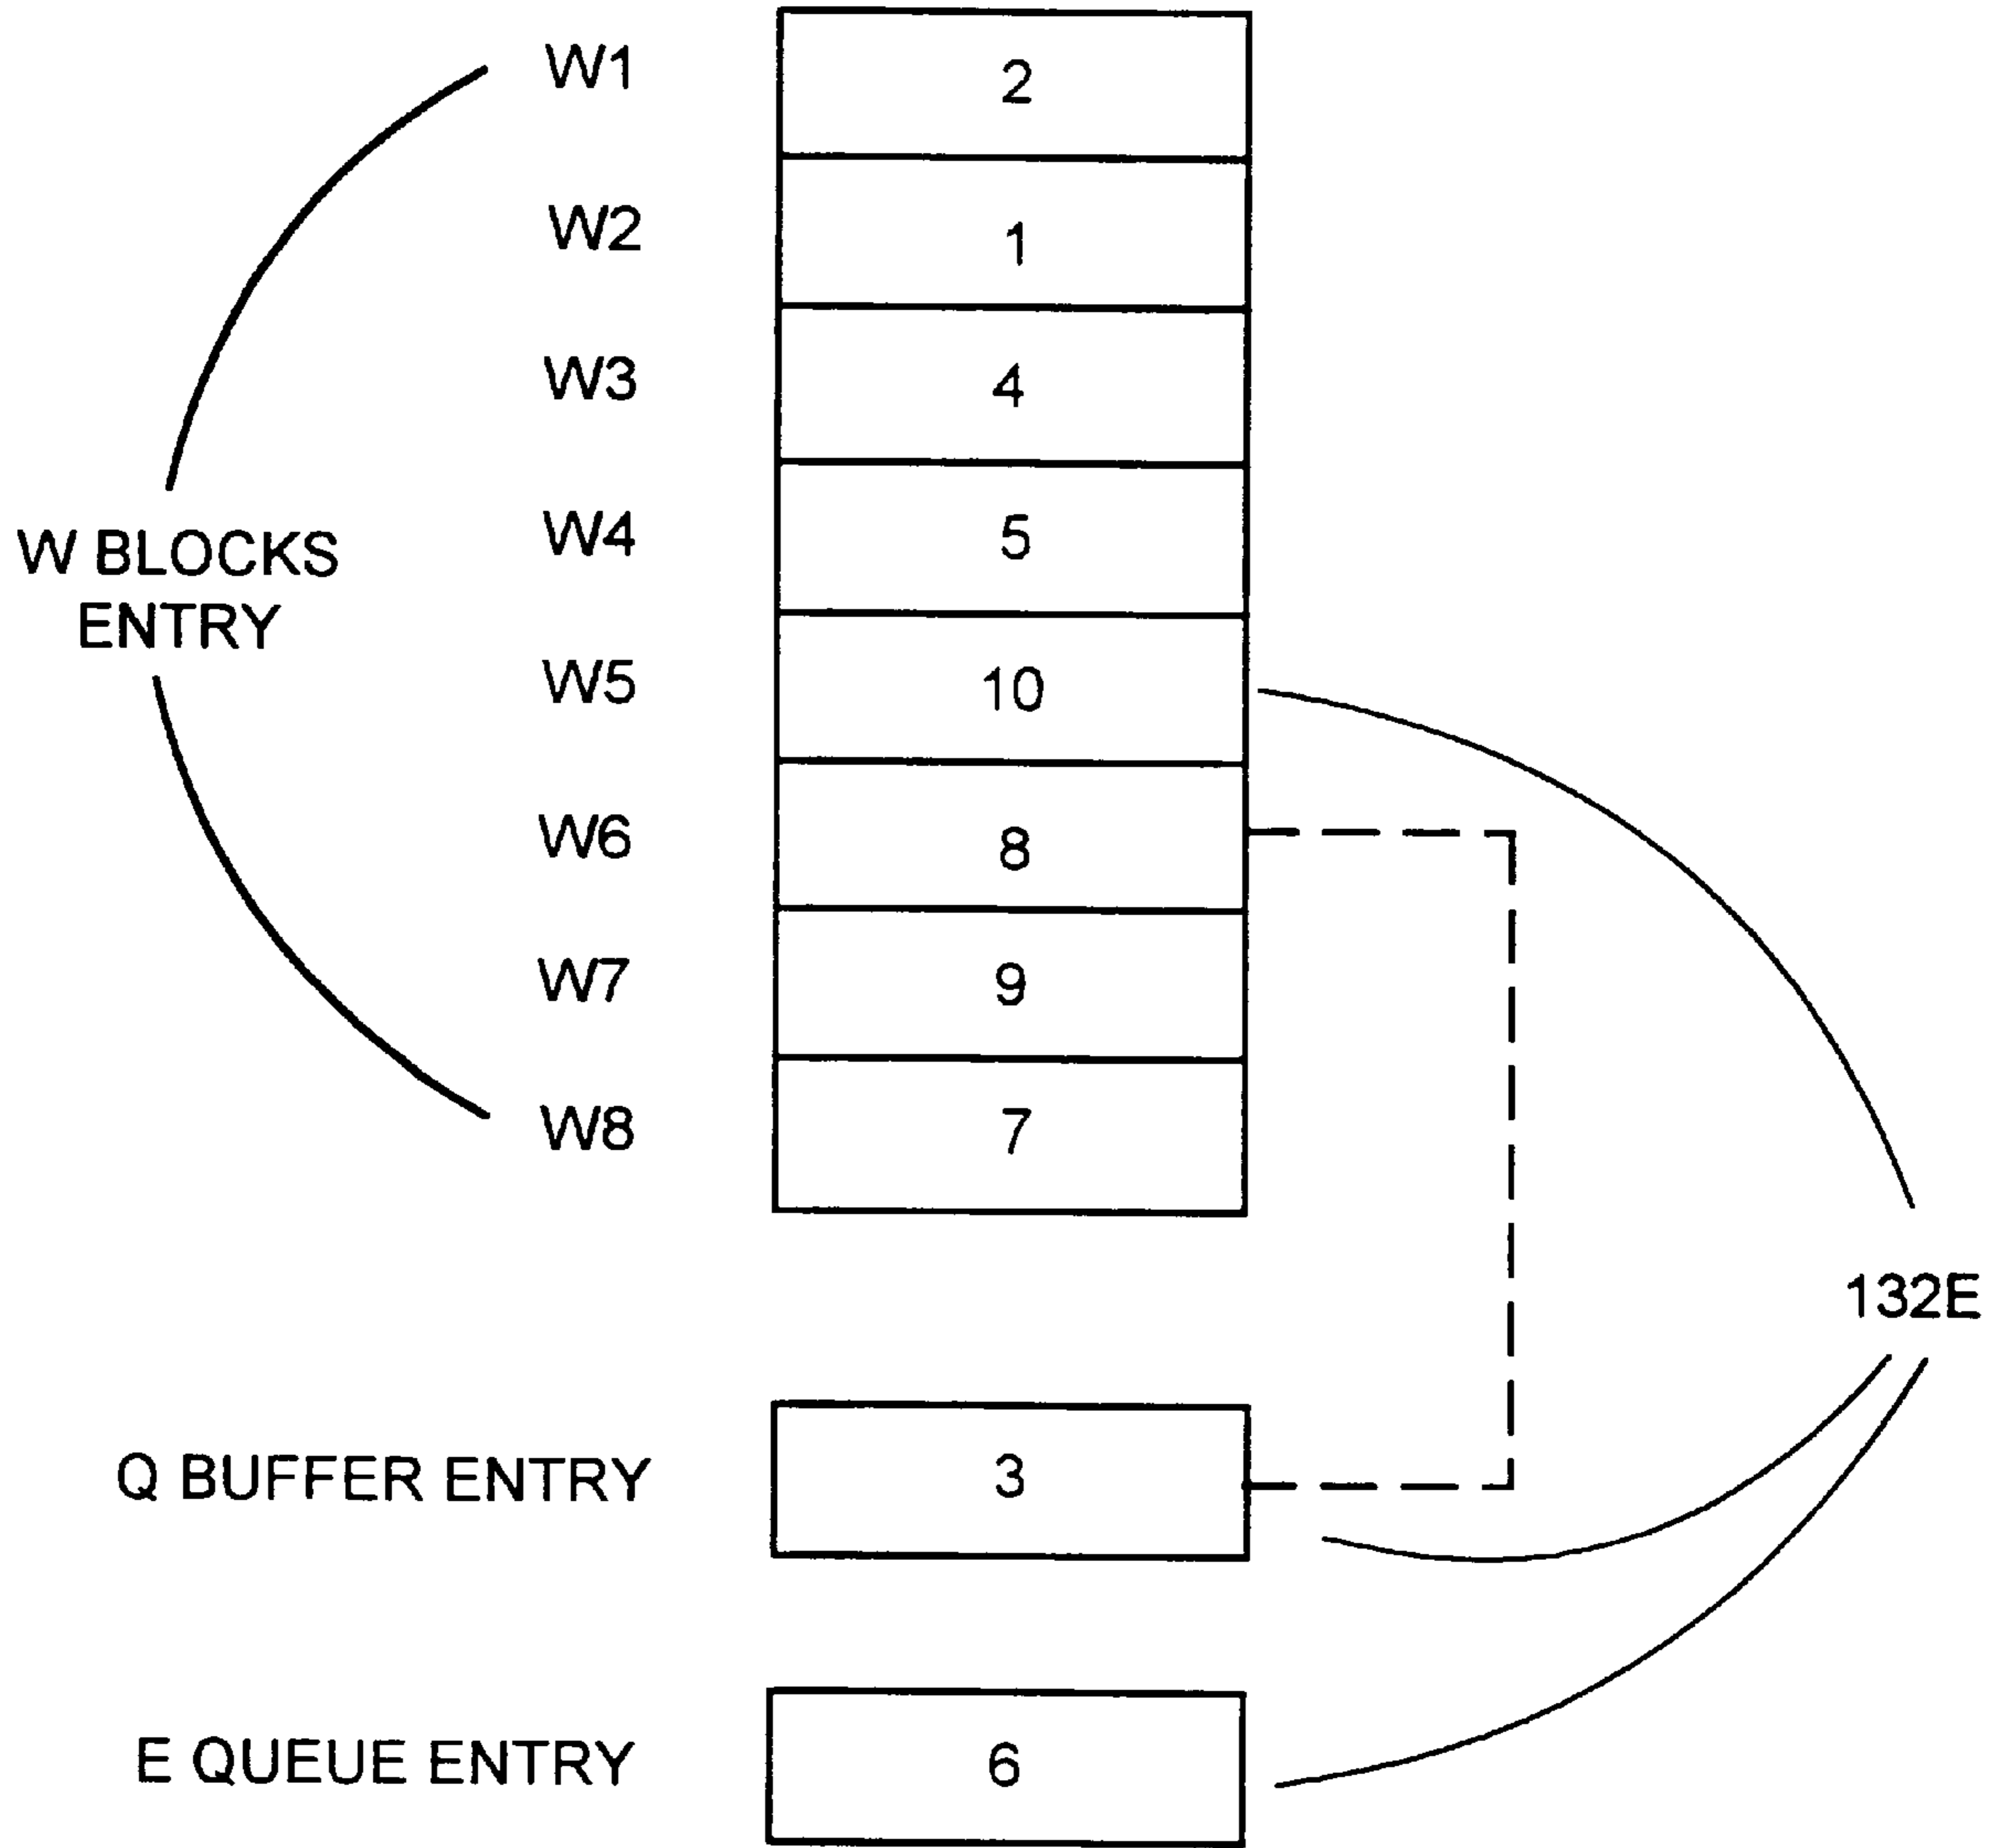 W1 2
W2 1
W3 4
W4 5
W BLOCKS
ENTRY
W5 10
W6 8
W7 9
W8 7
132E
Q BUFFER ENTRY 3
E QUEUE ENTRY 6